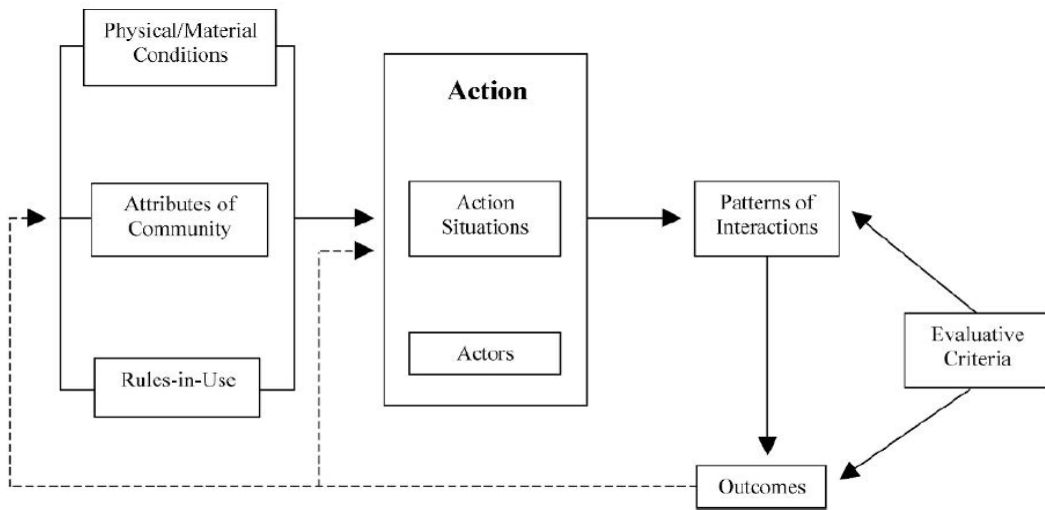 Physical/Material
Conditions
Attributes of
Community
Rules-in-Use
Action
Action
Situations
Actors
Patterns of
Interactions
Outcomes
Evaluative
Criteria